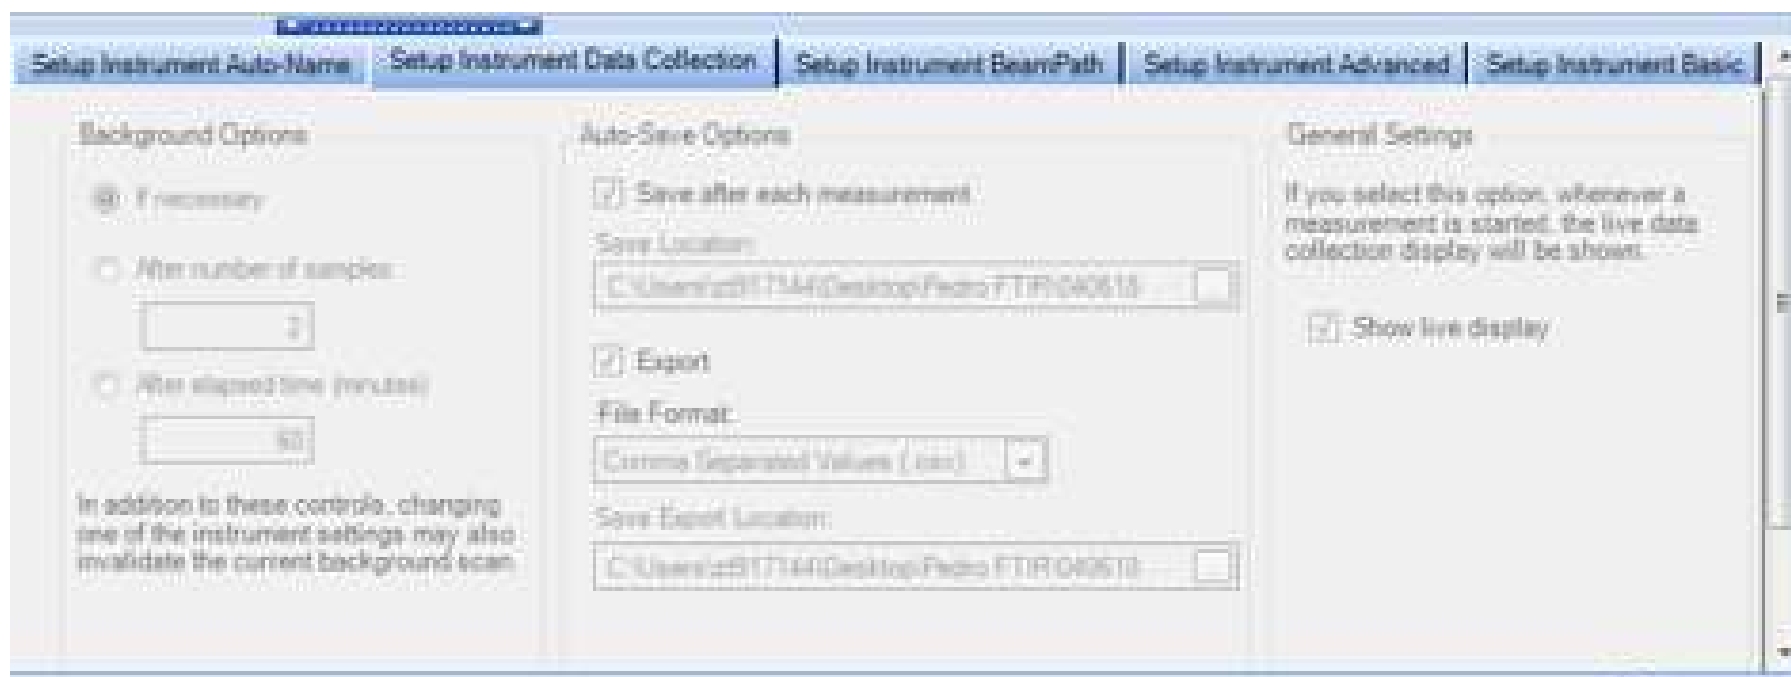 Setup Instrument Auto-Name Setup Instrument Data Collection Setup Instrument BeamPath Setup Instrument Advanced Setup Instrument Basic
Background Options
If necessary
After number of samples
2
After elapsed time (minutes)
60
In addition to these controls, changing
one of the instrument settings may also
invalidate the current background scan.
Auto-Save Options
Save after each measurement
Save Location:
Export
File Format:
Comma Separated Values (.csv)
Save Export Location:
General Settings
If you select this option, whenever a
measurement is started, the live data
collection display will be shown.
Show live display